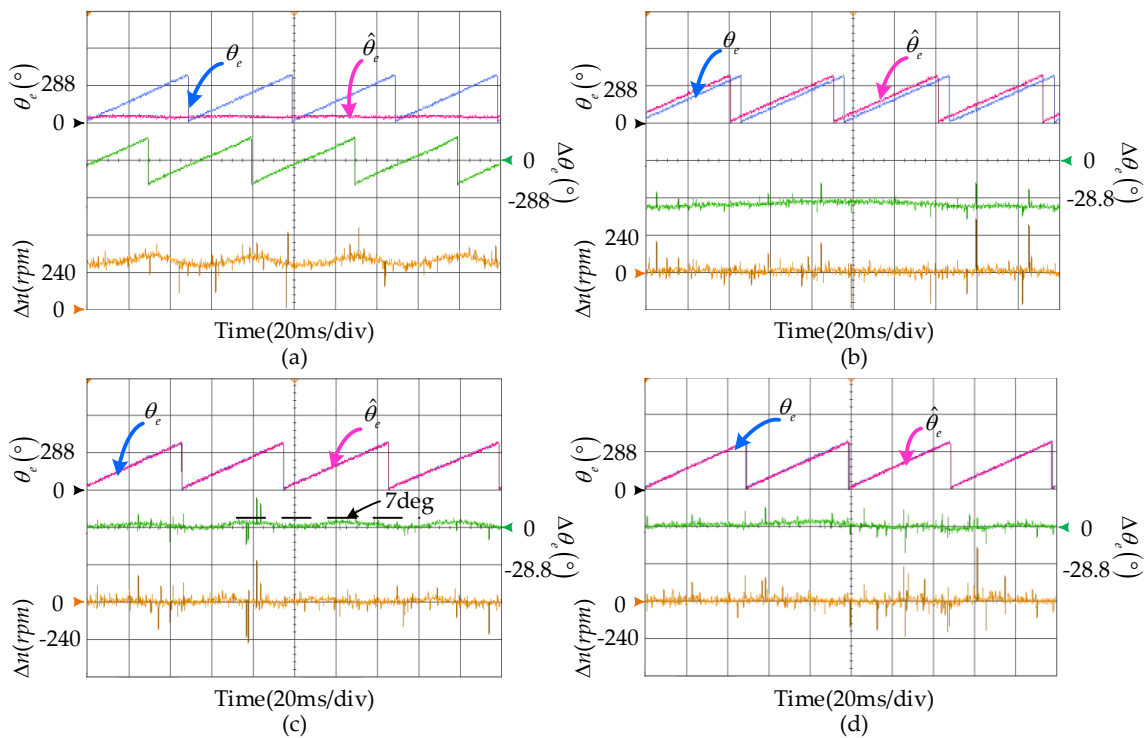 θₑ
θ̂ₑ
θₑ(°)
288
0
0
-288
Δθₑ(°)
Δn(rpm)
240
0
Time(20ms/div)
(a)
θₑ
θ̂ₑ
θₑ(°)
288
0
0
-28.8
Δθₑ(°)
Δn(rpm)
240
0
Time(20ms/div)
(b)
θₑ
θ̂ₑ
θₑ(°)
288
0
7deg
0
-28.8
Δθₑ(°)
Δn(rpm)
0
-240
Time(20ms/div)
(c)
θₑ
θ̂ₑ
θₑ(°)
288
0
0
-28.8
Δθₑ(°)
Δn(rpm)
0
-240
Time(20ms/div)
(d)